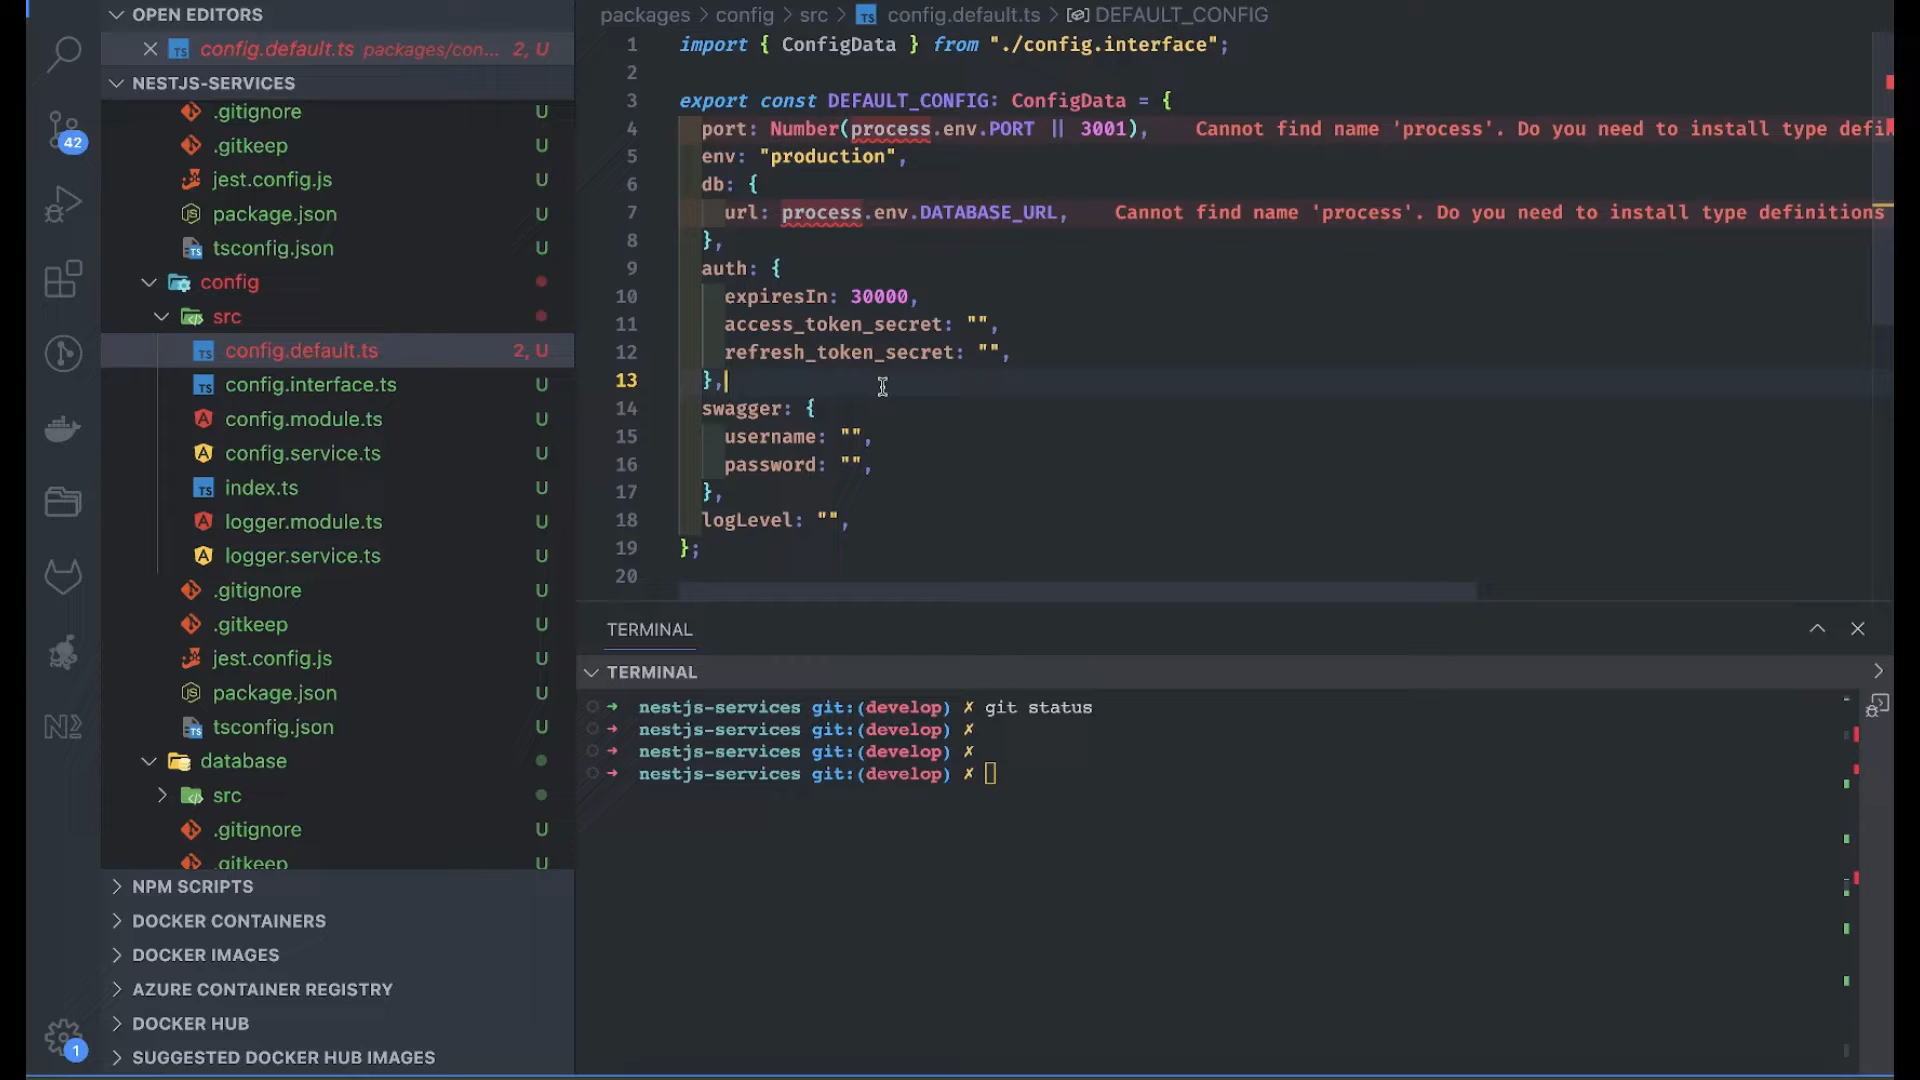 OPEN EDITORS
config.default.ts packages/con... 2, U
NESTJS-SERVICES
.gitignore U
.gitkeep U
jest.config.js U
package.json U
tsconfig.json U
config
src
config.default.ts 2, U
config.interface.ts U
config.module.ts U
config.service.ts U
index.ts U
logger.module.ts U
logger.service.ts U
.gitignore U
.gitkeep U
jest.config.js U
package.json U
tsconfig.json U
database
src
.gitignore U
.gitkeep U
NPM SCRIPTS
DOCKER CONTAINERS
DOCKER IMAGES
AZURE CONTAINER REGISTRY
DOCKER HUB
SUGGESTED DOCKER HUB IMAGES
42
1
packages > config > src > TS config.default.ts > DEFAULT_CONFIG
1 import { ConfigData } from "./config.interface";
2
3 export const DEFAULT_CONFIG: ConfigData = {
4 port: Number(process.env.PORT || 3001), Cannot find name 'process'. Do you need to install type defi
5 env: "production",
6 db: {
7 url: process.env.DATABASE_URL, Cannot find name 'process'. Do you need to install type definitions
8 },
9 auth: {
10 expiresIn: 30000,
11 access_token_secret: "",
12 refresh_token_secret: "",
13 },
14 swagger: {
15 username: "",
16 password: "",
17 },
18 logLevel: "",
19 };
20
TERMINAL
TERMINAL
→ nestjs-services git:(develop) ✗ git status
→ nestjs-services git:(develop) ✗
→ nestjs-services git:(develop) ✗
→ nestjs-services git:(develop) ✗